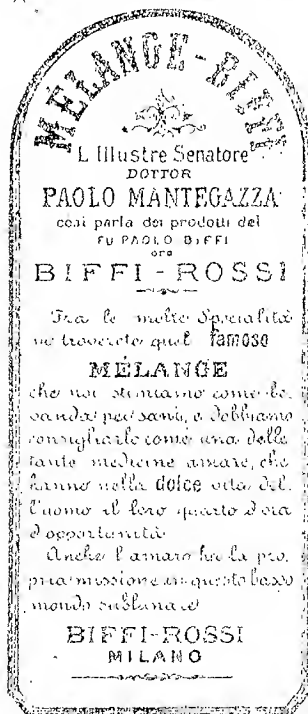 MÉLANGE - BIFFI
L'Illustre Senatore
DOTTOR
PAOLO MANTEGAZZA
così parla dei prodotti del
FU PAOLO BIFFI
ora
BIFFI - ROSSI
Fra le molte Specialità
ne troverete quel famoso
MÉLANGE
che noi stimiamo come be-
vanda pei sani, e dobbiamo
consigliarlo come una delle
tante medicine amare, che
hanno nella dolce vita del-
l'uomo il loro quarto d'ora
d'opportunità
Anche l'amaro ha la pro-
pria missione in questo basso
mondo sublunare
BIFFI-ROSSI
MILANO